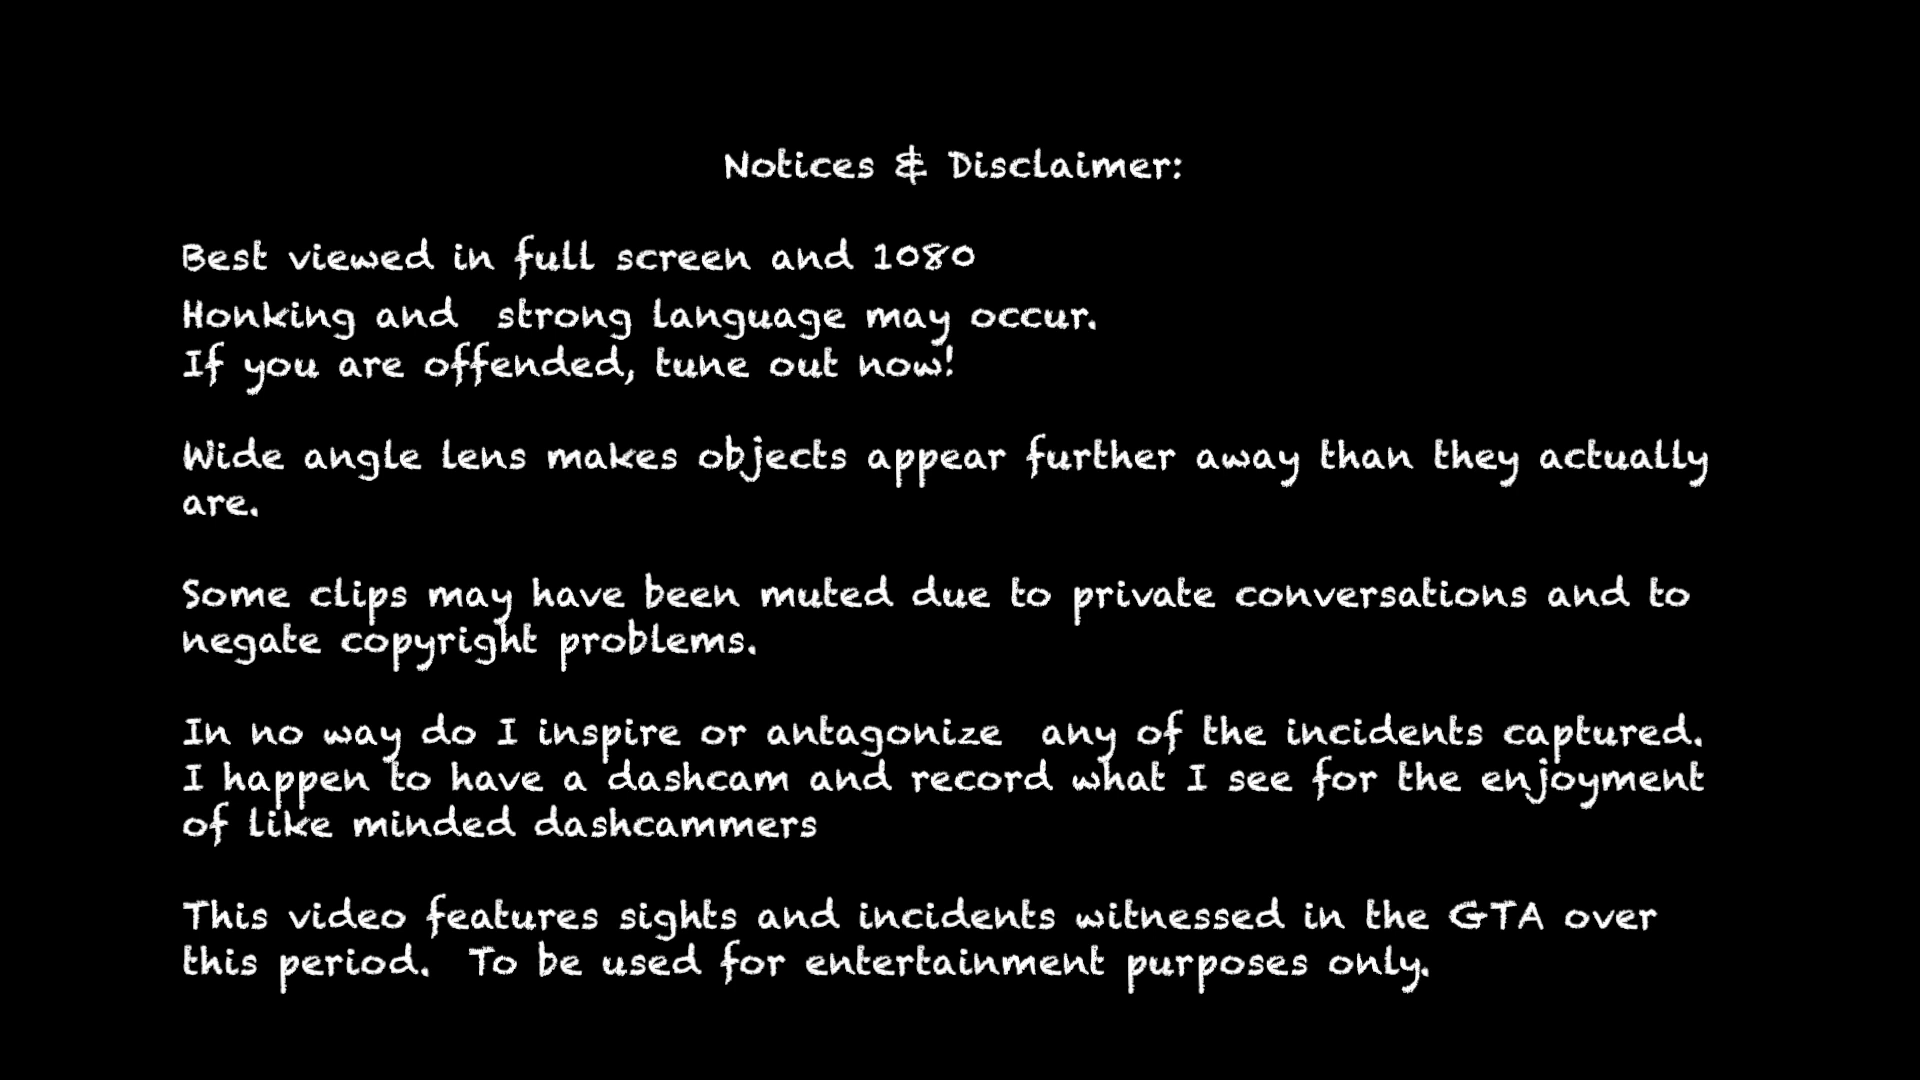 Notices & Disclaimer:
Best viewed in full screen and 1080
Honking and  strong language may occur.
If you are offended, tune out now!
Wide angle lens makes objects appear further away than they actually
are.
Some clips may have been muted due to private conversations and to
negate copyright problems.
In no way do I inspire or antagonize  any of the incidents captured.
I happen to have a dashcam and record what I see for the enjoyment
of like minded dashcammers
This video features sights and incidents witnessed in the GTA over
this period.  To be used for entertainment purposes only.